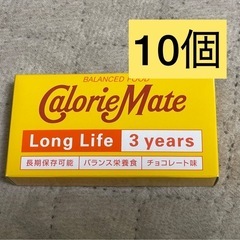 10個
BALANCED FOOD
CalorieMate
Long Life 3 years
長期保存可能 バランス栄養食 チョコレート味